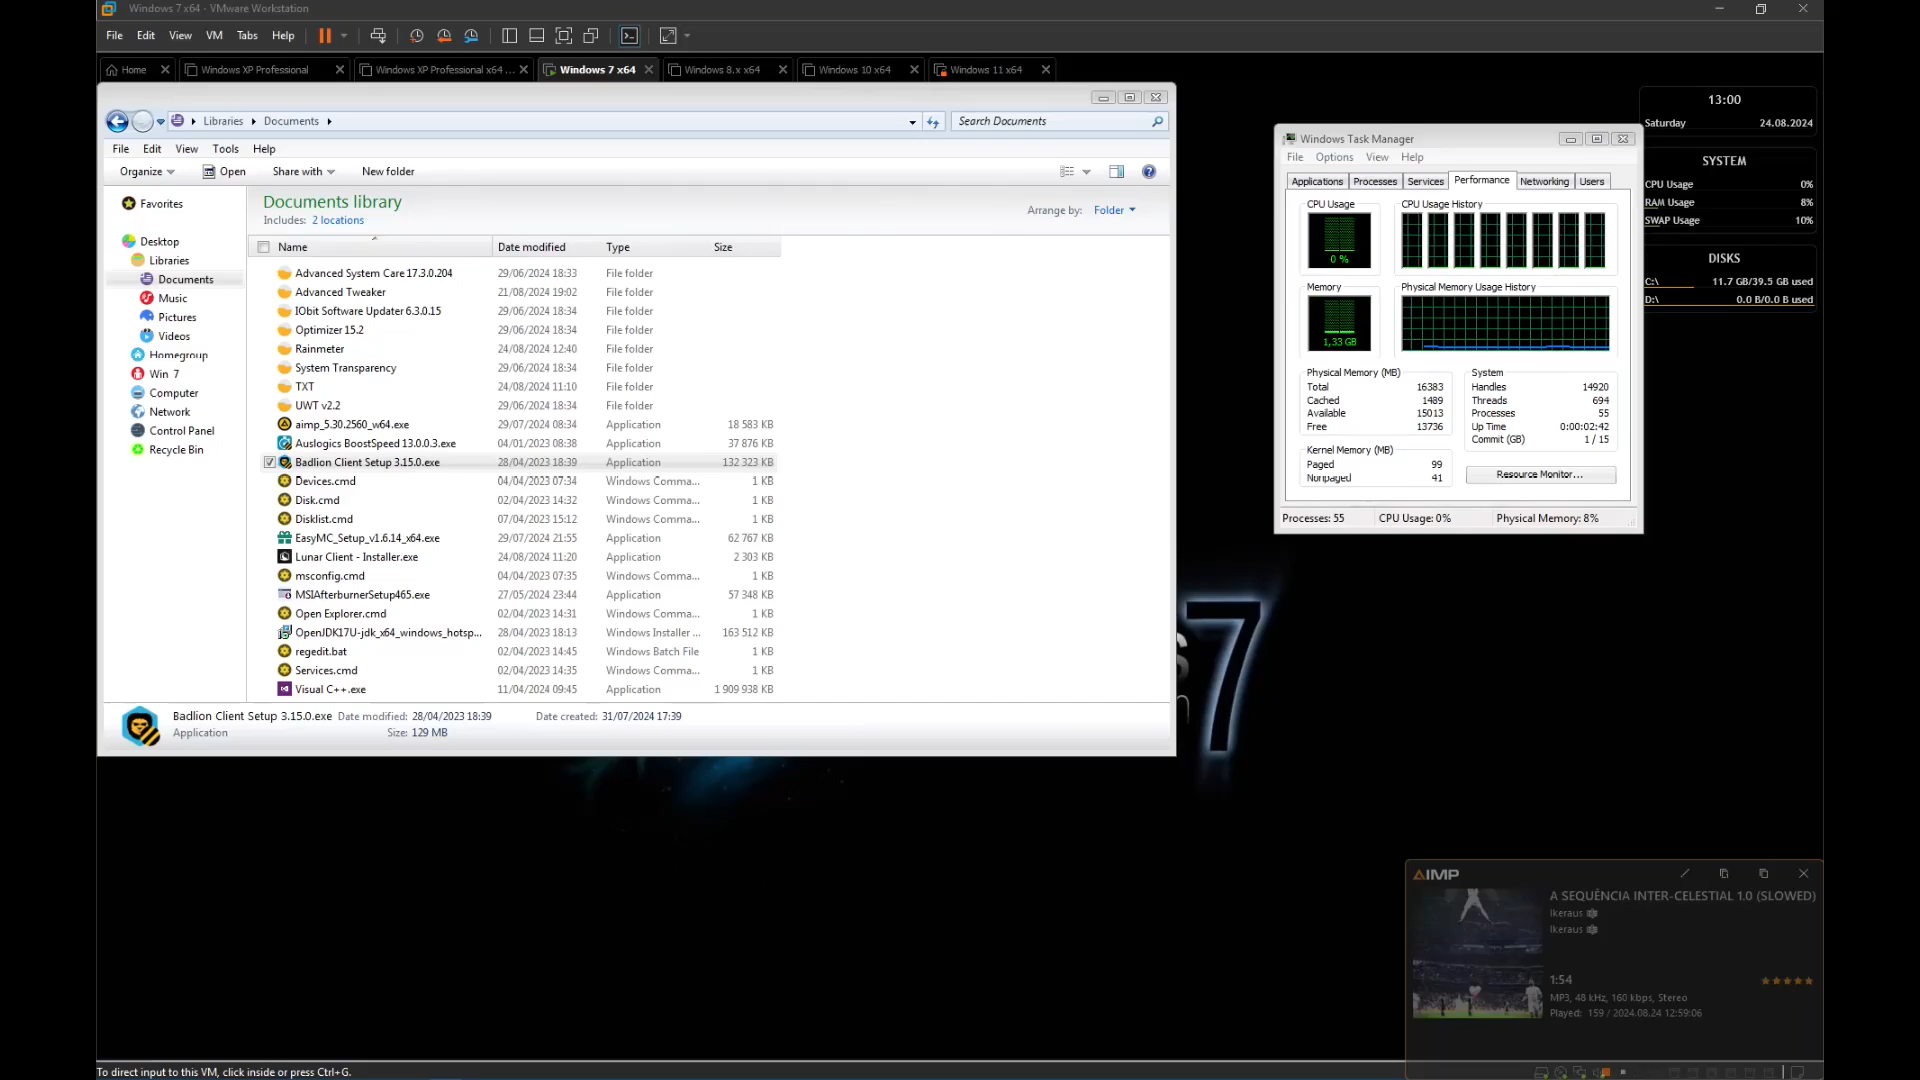 Windows 7 x64 - VMware Workstation
File Edit View VM Tabs Help
Home Windows XP Professional Windows XP Professional x64 ... Windows 7 x64 Windows 8.x x64 Windows 10 x64 Windows 11 x64
Libraries Documents
Search Documents
File Edit View Tools Help
Organize Open Share with New folder
Favorites
Desktop
Libraries
Documents
Music
Pictures
Videos
Homegroup
Win 7
Computer
Network
Control Panel
Recycle Bin
Documents library
Includes: 2 locations
Arrange by: Folder
Name Date modified Type Size
Advanced System Care 17.3.0.204 29/06/2024 18:33 File folder
Advanced Tweaker 21/08/2024 19:02 File folder
IObit Software Updater 6.3.0.15 29/06/2024 18:34 File folder
Optimizer 15.2 29/06/2024 18:34 File folder
Rainmeter 24/08/2024 12:40 File folder
System Transparency 29/06/2024 18:34 File folder
TXT 24/08/2024 11:10 File folder
UWT v2.2 29/06/2024 18:34 File folder
aimp_5.30.2560_w64.exe 29/07/2024 08:34 Application 18 583 KB
Auslogics BoostSpeed 13.0.0.3.exe 04/01/2023 08:38 Application 37 876 KB
Badlion Client Setup 3.15.0.exe 28/04/2023 18:39 Application 132 323 KB
Devices.cmd 04/04/2023 07:34 Windows Comma... 1 KB
Disk.cmd 02/04/2023 14:32 Windows Comma... 1 KB
Disklist.cmd 07/04/2023 15:12 Windows Comma... 1 KB
EasyMC_Setup_v1.6.14_x64.exe 29/07/2024 21:55 Application 62 767 KB
Lunar Client - Installer.exe 24/08/2024 11:20 Application 2 303 KB
msconfig.cmd 04/04/2023 07:35 Windows Comma... 1 KB
MSIAfterburnerSetup465.exe 27/05/2024 23:44 Application 57 348 KB
Open Explorer.cmd 02/04/2023 14:31 Windows Comma... 1 KB
OpenJDK17U-jdk_x64_windows_hotsp... 28/04/2023 18:13 Windows Installer ... 163 512 KB
regedit.bat 02/04/2023 14:45 Windows Batch File 1 KB
Services.cmd 02/04/2023 14:35 Windows Comma... 1 KB
Visual C++.exe 11/04/2024 09:45 Application 1 909 938 KB
Badlion Client Setup 3.15.0.exe Date modified: 28/04/2023 18:39 Date created: 31/07/2024 17:39
Application Size: 129 MB
Windows Task Manager
File Options View Help
Applications Processes Services Performance Networking Users
CPU Usage CPU Usage History
0 %
Memory Physical Memory Usage History
1,33 GB
Physical Memory (MB)
Total 16383
Cached 1489
Available 15013
Free 13736
Kernel Memory (MB)
Paged 99
Nonpaged 41
System
Handles 14920
Threads 694
Processes 55
Up Time 0:00:02:42
Commit (GB) 1 / 15
Resource Monitor...
Processes: 55 CPU Usage: 0% Physical Memory: 8%
13:00
Saturday 24.08.2024
SYSTEM
CPU Usage 0%
RAM Usage 8%
SWAP Usage 10%
DISKS
C:\ 11.7 GB/39.5 GB used
D:\ 0.0 B/0.0 B used
7
AIMP
A SEQUÊNCIA INTER-CELESTIAL 1.0 (SLOWED)
Ikeraus
Ikeraus
1:54
MP3, 48 kHz, 160 kbps, Stereo
Played: 159 / 2024.08.24 12:59:06
To direct input to this VM, click inside or press Ctrl+G.